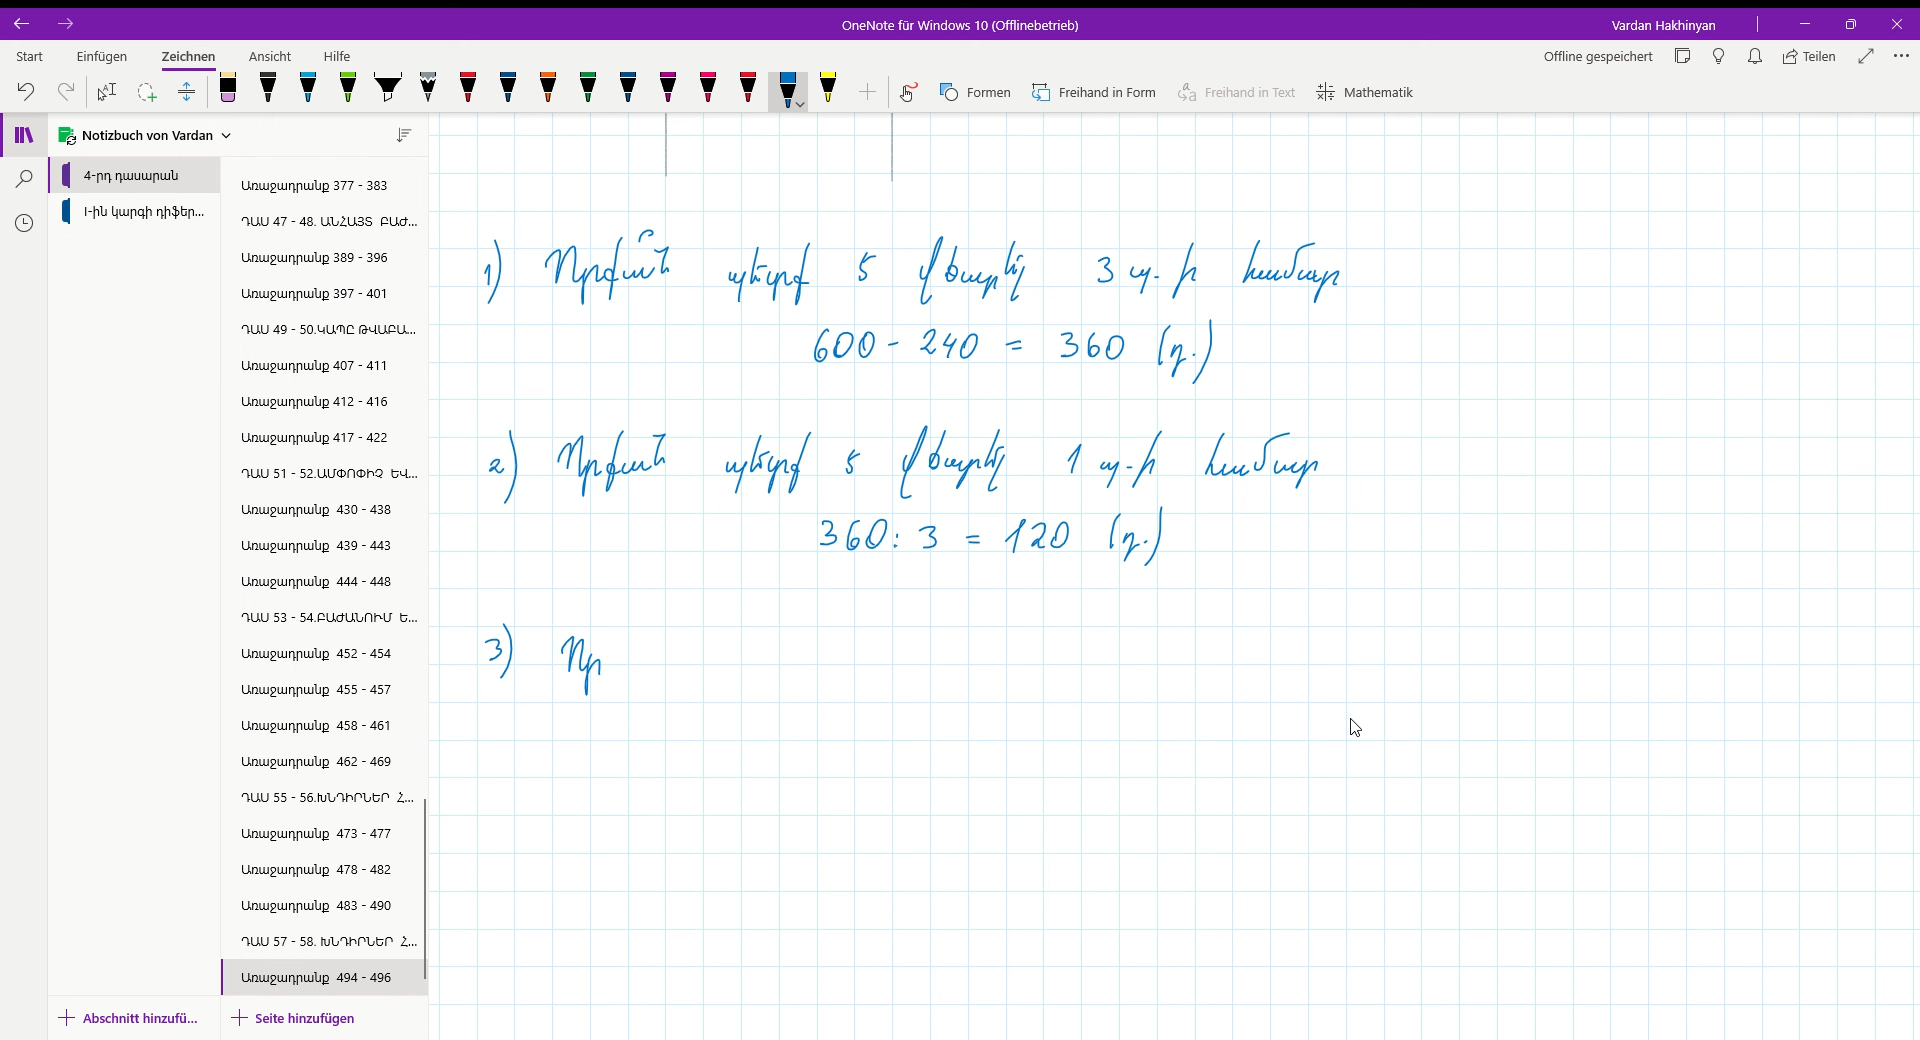 OneNote für Windows 10 (Offlinebetrieb)
Vardan Hakhinyan
Start Einfügen Zeichnen Ansicht Hilfe
Offline gespeichert
Teilen
Formen Freihand in Form Freihand in Text Mathematik
Notizbuch von Vardan
4-րդ դասարան
I-ին կարգի դիֆեր...
Առաջադրանք 377 - 383
ԴԱՍ 47 - 48. ԱՆՀԱՅՏ ԲԱԺ...
Առաջադրանք 389 - 396
Առաջադրանք 397 - 401
ԴԱՍ 49 - 50.ԿԱՊԸ ԹՎԱԲԱ...
Առաջադրանք 407 - 411
Առաջադրանք 412 - 416
Առաջադրանք 417 - 422
ԴԱՍ 51 - 52.ԱՄՓՈՓԻՉ ԵՎ...
Առաջադրանք 430 - 438
Առաջադրանք 439 - 443
Առաջադրանք 444 - 448
ԴԱՍ 53 - 54.ԲԱԺԱՆՈՒՄ Ե...
Առաջադրանք 452 - 454
Առաջադրանք 455 - 457
Առաջադրանք 458 - 461
Առաջադրանք 462 - 469
ԴԱՍ 55 - 56.ԽՆԴԻՐՆԵՐ Հ...
Առաջադրանք 473 - 477
Առաջադրանք 478 - 482
Առաջադրանք 483 - 490
ԴԱՍ 57 - 58. ԽՆԴԻՐՆԵՐ Հ...
Առաջադրանք 494 - 496
Abschnitt hinzufü...
Seite hinzufügen
1) Որքա՞ն պետք է վճարել 3 պ.-ի համար
600 - 240 = 360 (դ.)
2) Որքան պետք է վճարել 1 պ-ի համար
360 : 3 = 120 (դ.)
3) Որ